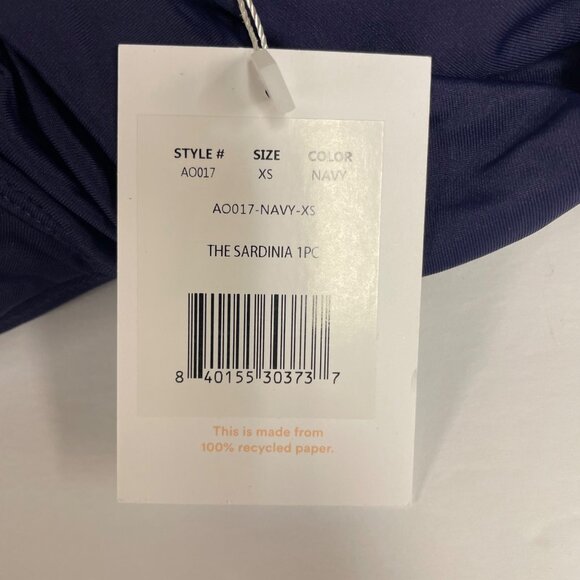 STYLE # SIZE COLOR
AO017 XS NAVY
AO017-NAVY-XS
THE SARDINIA 1PC
8 40155 30373 7
This is made from
100% recycled paper.